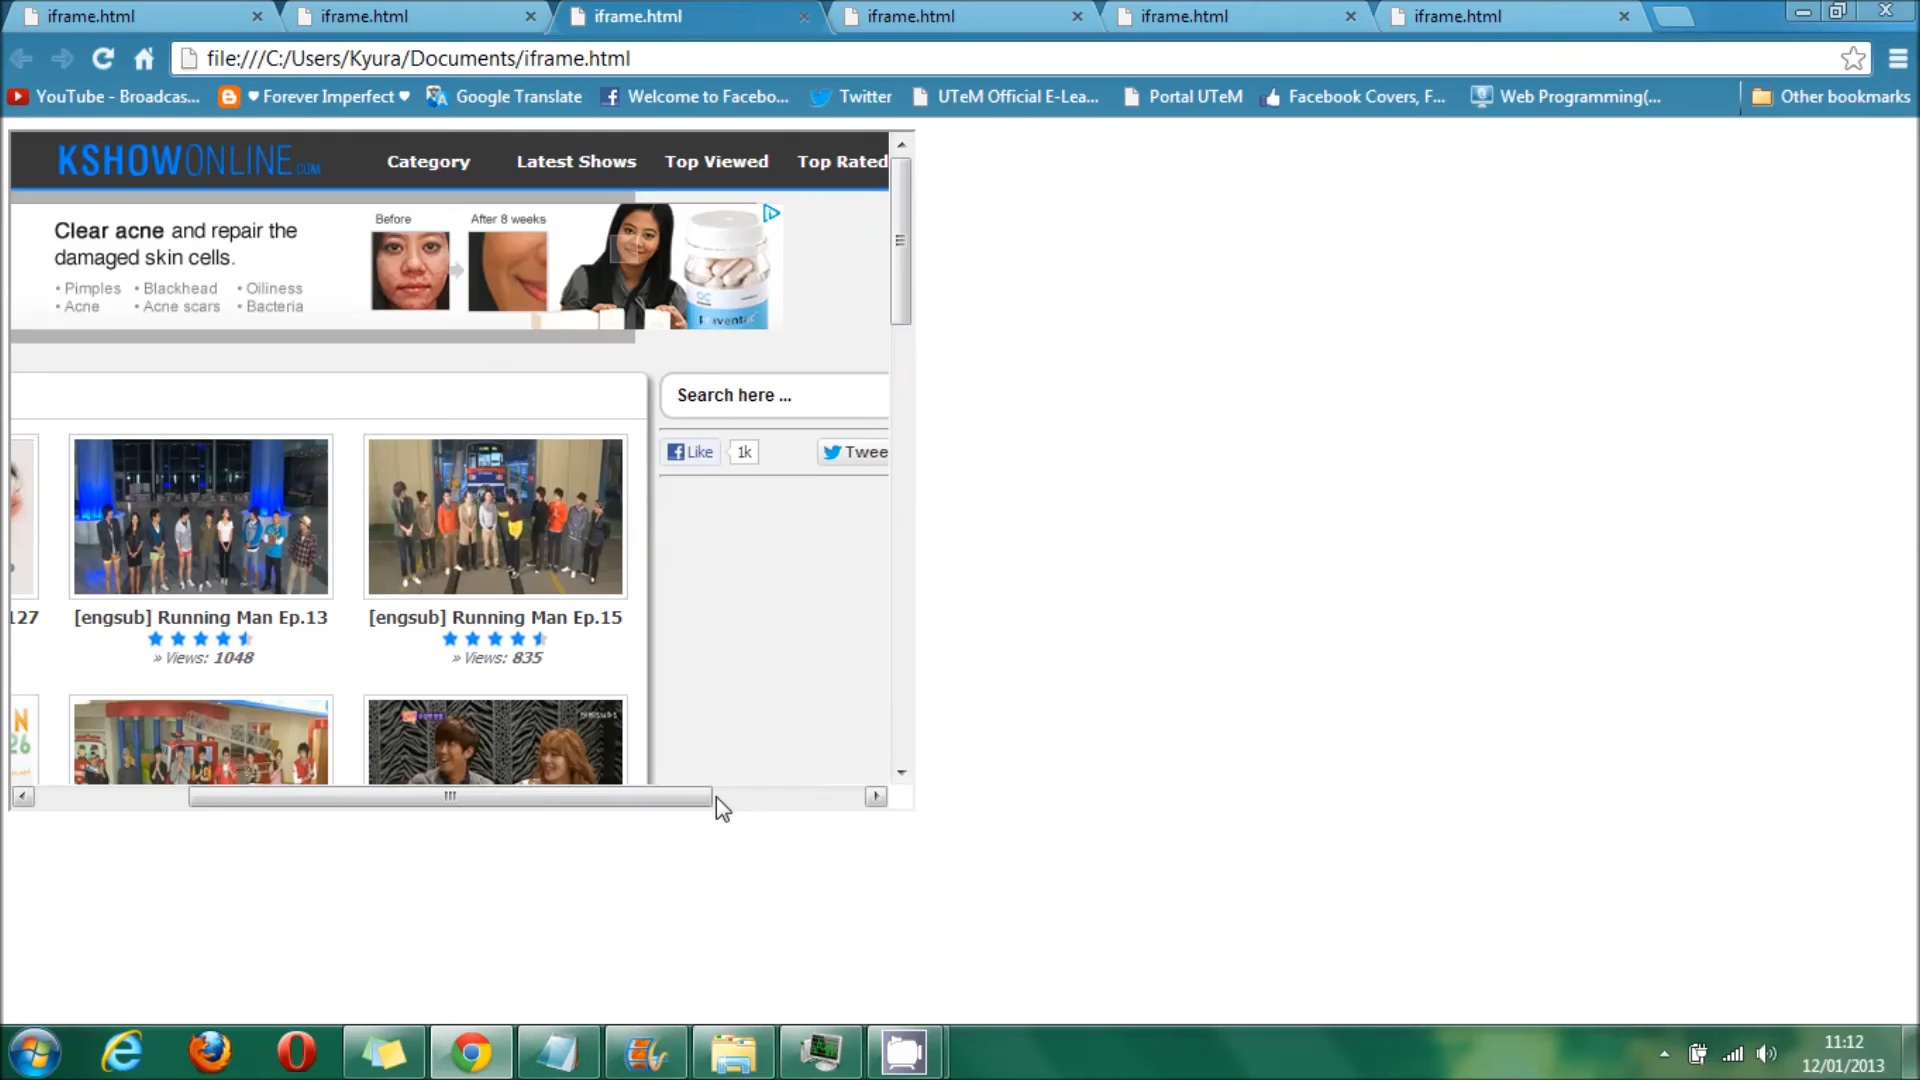 iframe.html
iframe.html
iframe.html
iframe.html
iframe.html
iframe.html
file:///C:/Users/Kyura/Documents/iframe.html
YouTube - Broadcas...
♥ Forever Imperfect ♥
Google Translate
Welcome to Facebo...
Twitter
UTeM Official E-Lea...
Portal UTeM
Facebook Covers, F...
Web Programming(...
Other bookmarks
KSHOWONLINE.COM
Category
Latest Shows
Top Viewed
Top Rated
Clear acne and repair the
damaged skin cells.
• Pimples • Blackhead • Oiliness
• Acne • Acne scars • Bacteria
Before
After 8 weeks
Search here ...
Like
1k
Twee
127
[engsub] Running Man Ep.13
» Views: 1048
[engsub] Running Man Ep.15
» Views: 835
N
26
11:12
12/01/2013